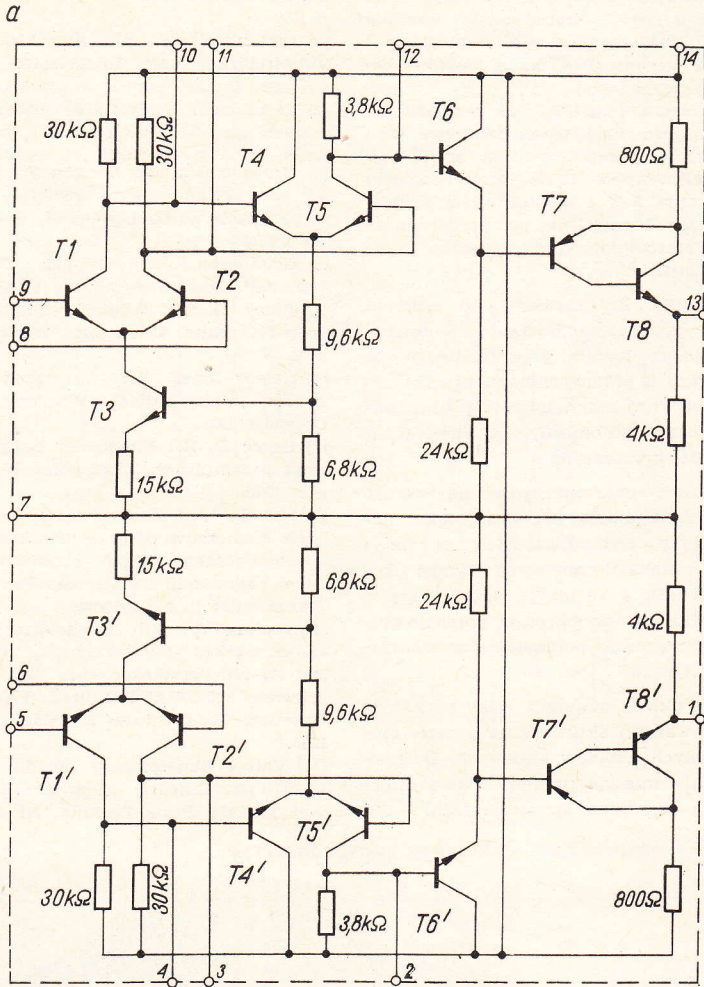 a
10
11
12
14
30kΩ
30kΩ
3,8kΩ
T6
800Ω
T4
T5
T7
T1
T2
9
8
13
T8
9,6kΩ
T3
24kΩ
4kΩ
6,8kΩ
15kΩ
7
15kΩ
6,8kΩ
24kΩ
4kΩ
T3'
6
5
9,6kΩ
T8'
T7'
1
T2'
T1'
T5'
T4'
30kΩ
30kΩ
3,8kΩ
T6'
800Ω
4
3
2